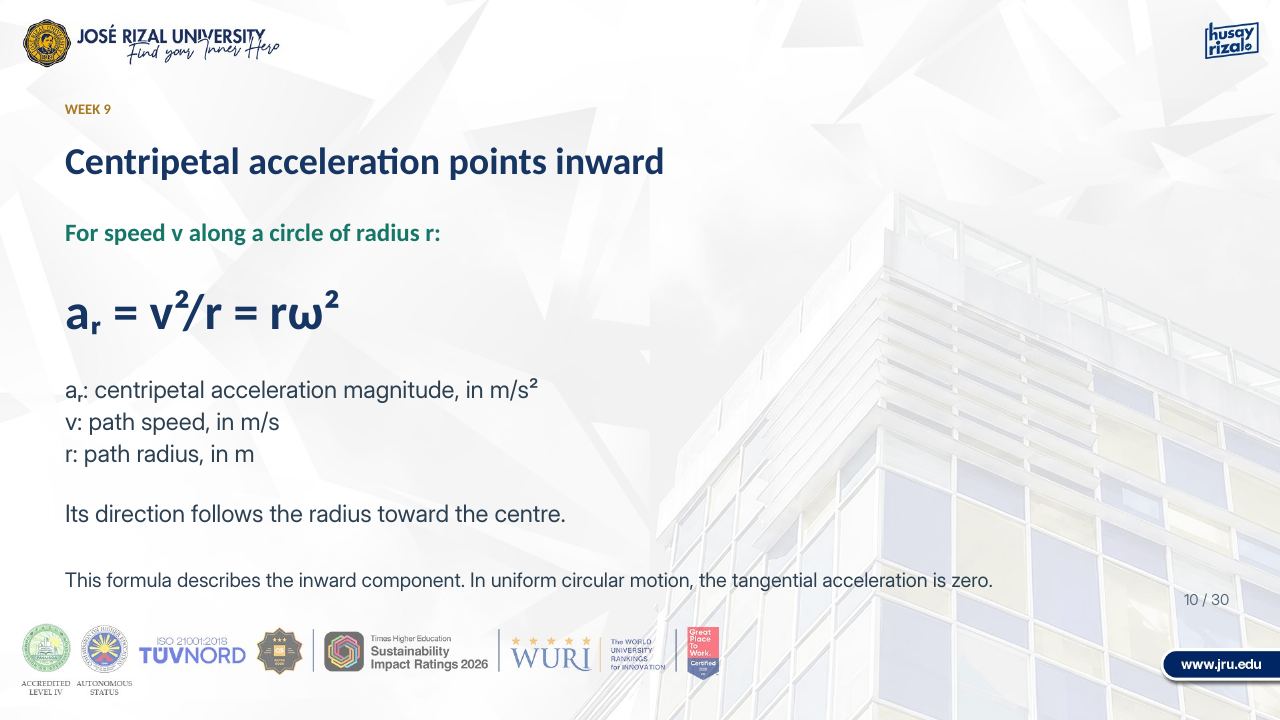 JOSÉ RIZAL UNIVERSITY
Find your Inner Hero
husay
rizal
WEEK 9
Centripetal acceleration points inward
For speed v along a circle of radius r:
aᵣ = v²/r = rω²
aᵣ: centripetal acceleration magnitude, in m/s²
v: path speed, in m/s
r: path radius, in m
Its direction follows the radius toward the centre.
This formula describes the inward component. In uniform circular motion, the tangential acceleration is zero.
10 / 30
ACCREDITED
LEVEL IV
AUTONOMOUS
STATUS
ISO 21001:2018
TÜVNORD
Times Higher Education
Sustainability
Impact Ratings 2026
WURI
The WORLD
UNIVERSITY
RANKINGS
for INNOVATION
Great
Place
To
Work.
Certified
www.jru.edu